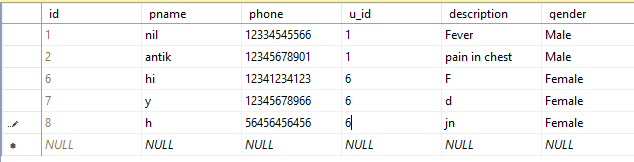 id pname phone u_id description gender
1 nil 12334545566 1 Fever Male
2 antik 12345678901 1 pain in chest Male
6 hi 12341234123 6 F Female
7 y 12345678966 6 d Female
8 h 56456456456 6 jn Female
NULL NULL NULL NULL NULL NULL